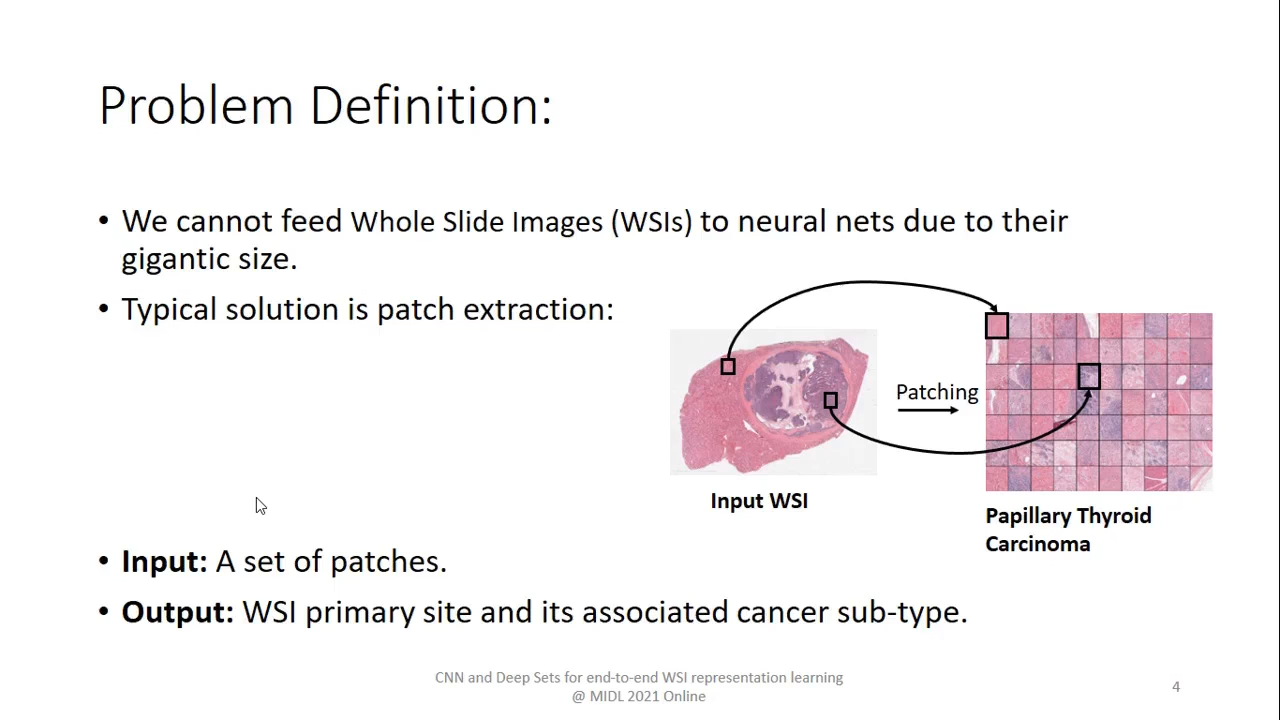 Problem Definition:
• We cannot feed Whole Slide Images (WSIs) to neural nets due to their
gigantic size.
• Typical solution is patch extraction:
Patching
Input WSI
Papillary Thyroid
Carcinoma
• Input: A set of patches.
• Output: WSI primary site and its associated cancer sub-type.
CNN and Deep Sets for end-to-end WSI representation learning
@ MIDL 2021 Online
4